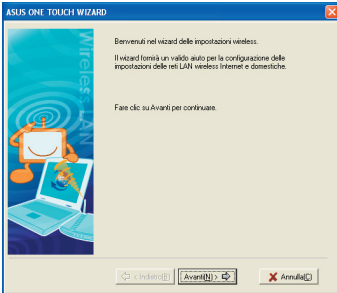 ASUS ONE TOUCH WIZARD
Wireless LAN
Benvenuti nel wizard delle impostazioni wireless.
Il wizard fornirà un valido aiuto per la configurazione delle
impostazioni delle reti LAN wireless Internet e domestiche.
Fare clic su Avanti per continuare.
< Indietro(B)
Avanti(N) >
Annulla(C)